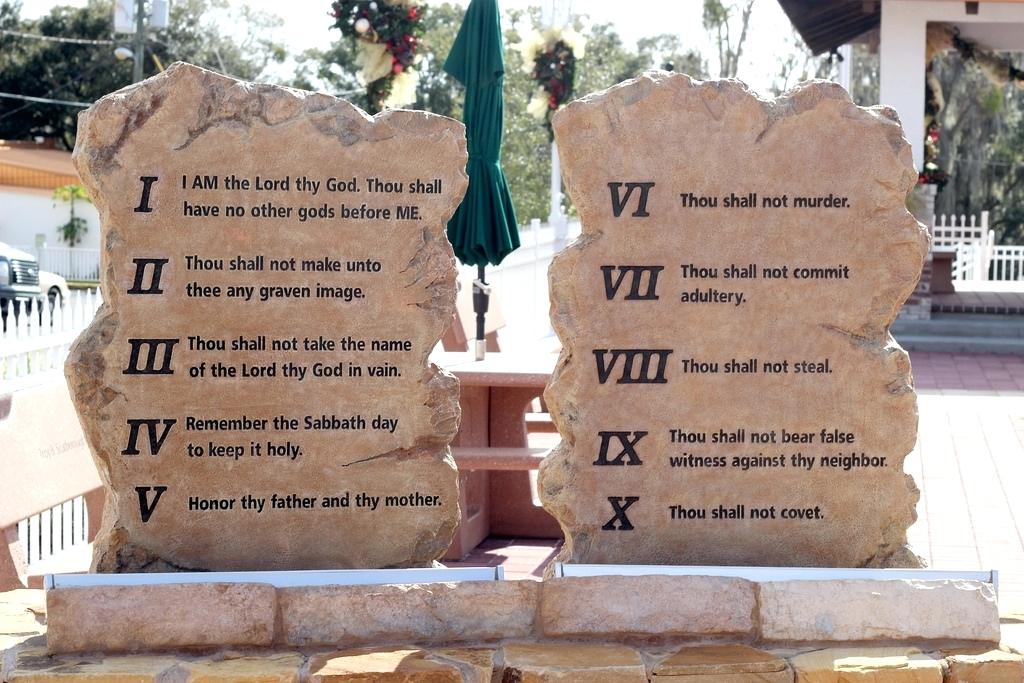 I
I AM the Lord thy God. Thou shall
have no other gods before ME.
II
Thou shall not make unto
thee any graven image.
III
Thou shall not take the name
of the Lord thy God in vain.
IV
Remember the Sabbath day
to keep it holy.
V
Honor thy father and thy mother.
VI
Thou shall not murder.
VII
Thou shall not commit
adultery.
VIII
Thou shall not steal.
IX
Thou shall not bear false
witness against thy neighbor.
X
Thou shall not covet.